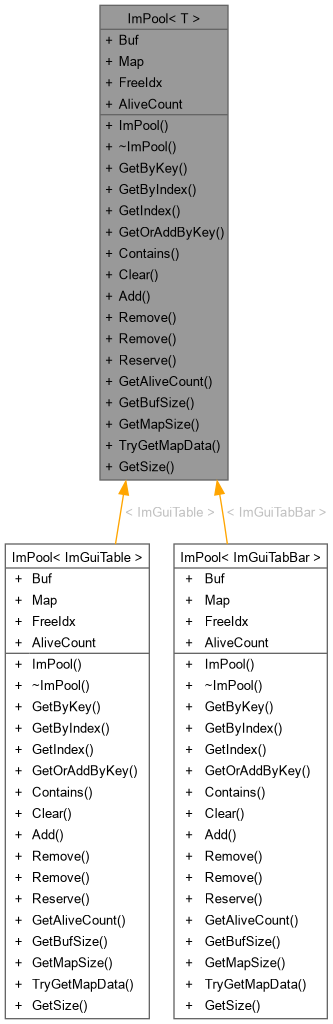 ImPool< T >
+ Buf
+ Map
+ FreeIdx
+ AliveCount
+ ImPool()
+ ~ImPool()
+ GetByKey()
+ GetByIndex()
+ GetIndex()
+ GetOrAddByKey()
+ Contains()
+ Clear()
+ Add()
+ Remove()
+ Remove()
+ Reserve()
+ GetAliveCount()
+ GetBufSize()
+ GetMapSize()
+ TryGetMapData()
+ GetSize()
< ImGuiTable >
< ImGuiTabBar >
ImPool< ImGuiTable >
+ Buf
+ Map
+ FreeIdx
+ AliveCount
+ ImPool()
+ ~ImPool()
+ GetByKey()
+ GetByIndex()
+ GetIndex()
+ GetOrAddByKey()
+ Contains()
+ Clear()
+ Add()
+ Remove()
+ Remove()
+ Reserve()
+ GetAliveCount()
+ GetBufSize()
+ GetMapSize()
+ TryGetMapData()
+ GetSize()
ImPool< ImGuiTabBar >
+ Buf
+ Map
+ FreeIdx
+ AliveCount
+ ImPool()
+ ~ImPool()
+ GetByKey()
+ GetByIndex()
+ GetIndex()
+ GetOrAddByKey()
+ Contains()
+ Clear()
+ Add()
+ Remove()
+ Remove()
+ Reserve()
+ GetAliveCount()
+ GetBufSize()
+ GetMapSize()
+ TryGetMapData()
+ GetSize()